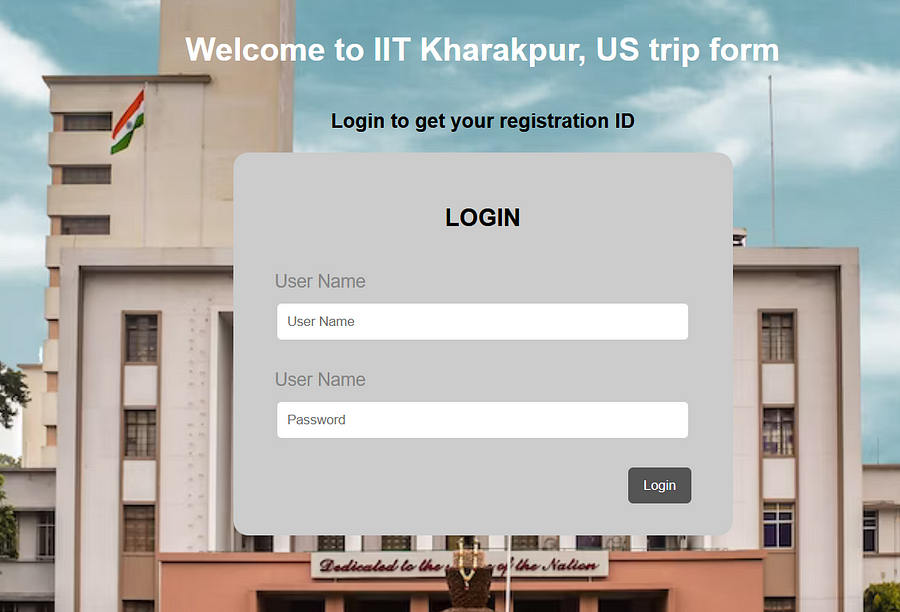 Welcome to IIT Kharakpur, US trip form
Login to get your registration ID
LOGIN
User Name
User Name
User Name
Password
Login
Dedicated to the of the Nation